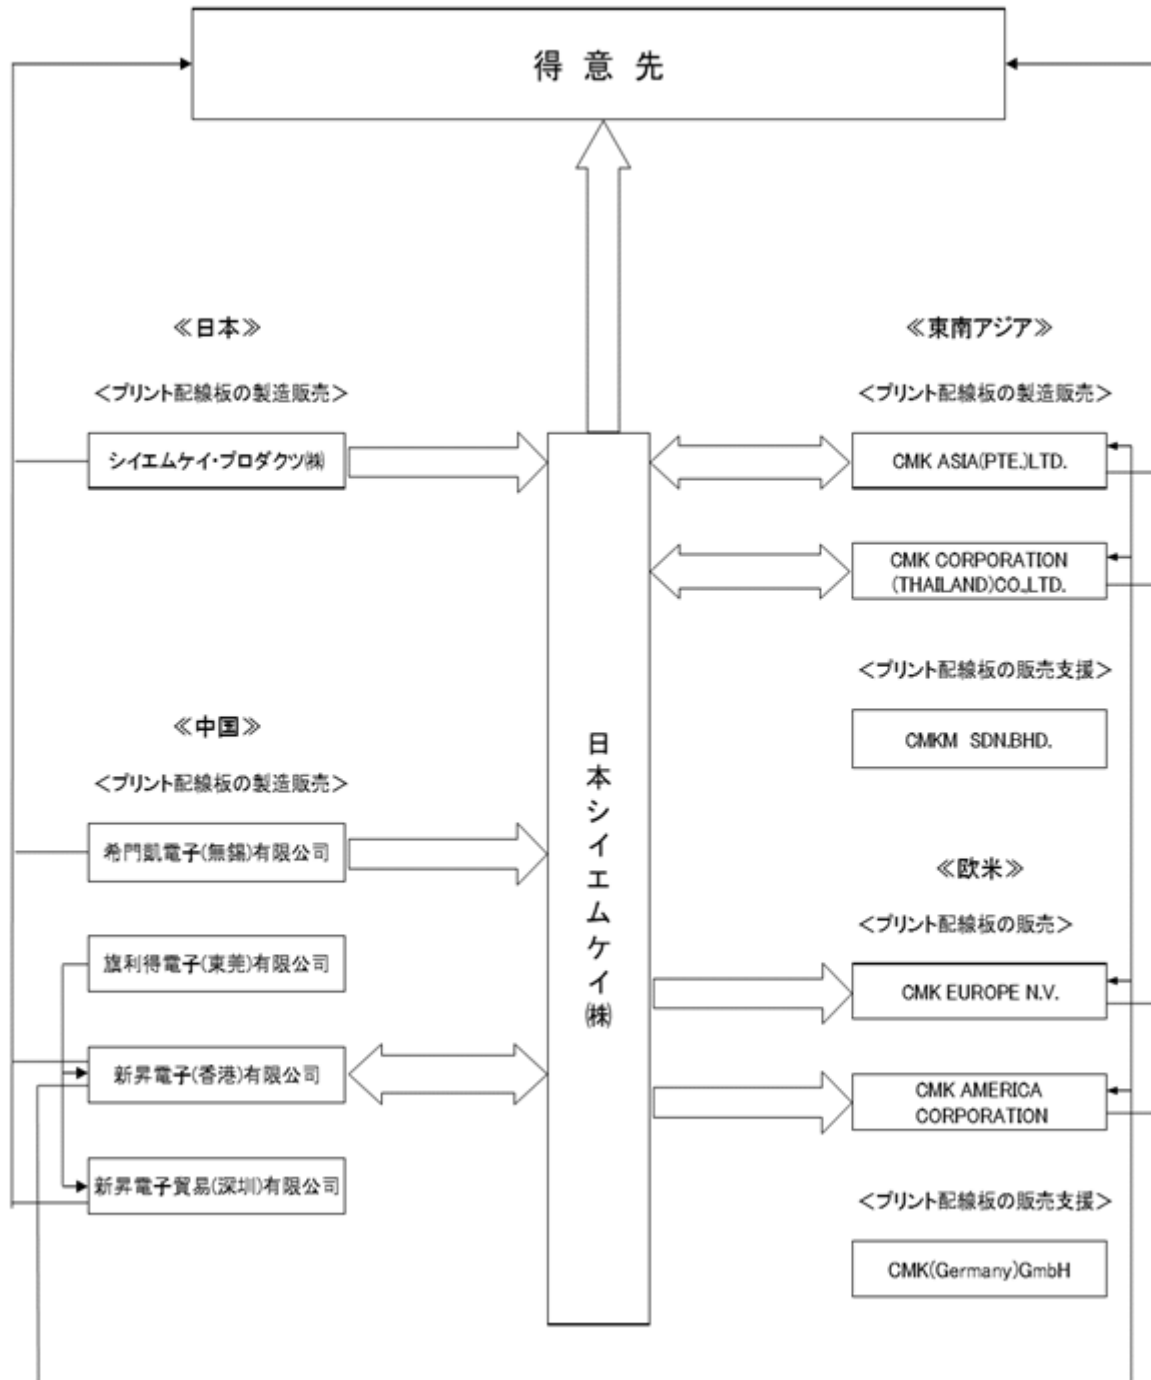 得意先
≪日本≫
＜プリント配線板の製造販売＞
シイエムケイ・プロダクツ㈱
≪中国≫
＜プリント配線板の製造販売＞
希門凱電子(無錫)有限公司
旗利得電子(東莞)有限公司
新昇電子(香港)有限公司
新昇電子貿易(深圳)有限公司
日本シイエムケイ㈱
≪東南アジア≫
＜プリント配線板の製造販売＞
CMK ASIA(PTE.)LTD.
CMK CORPORATION
(THAILAND)CO.,LTD.
＜プリント配線板の販売支援＞
CMKM SDN.BHD.
≪欧米≫
＜プリント配線板の販売＞
CMK EUROPE N.V.
CMK AMERICA
CORPORATION
＜プリント配線板の販売支援＞
CMK(Germany)GmbH